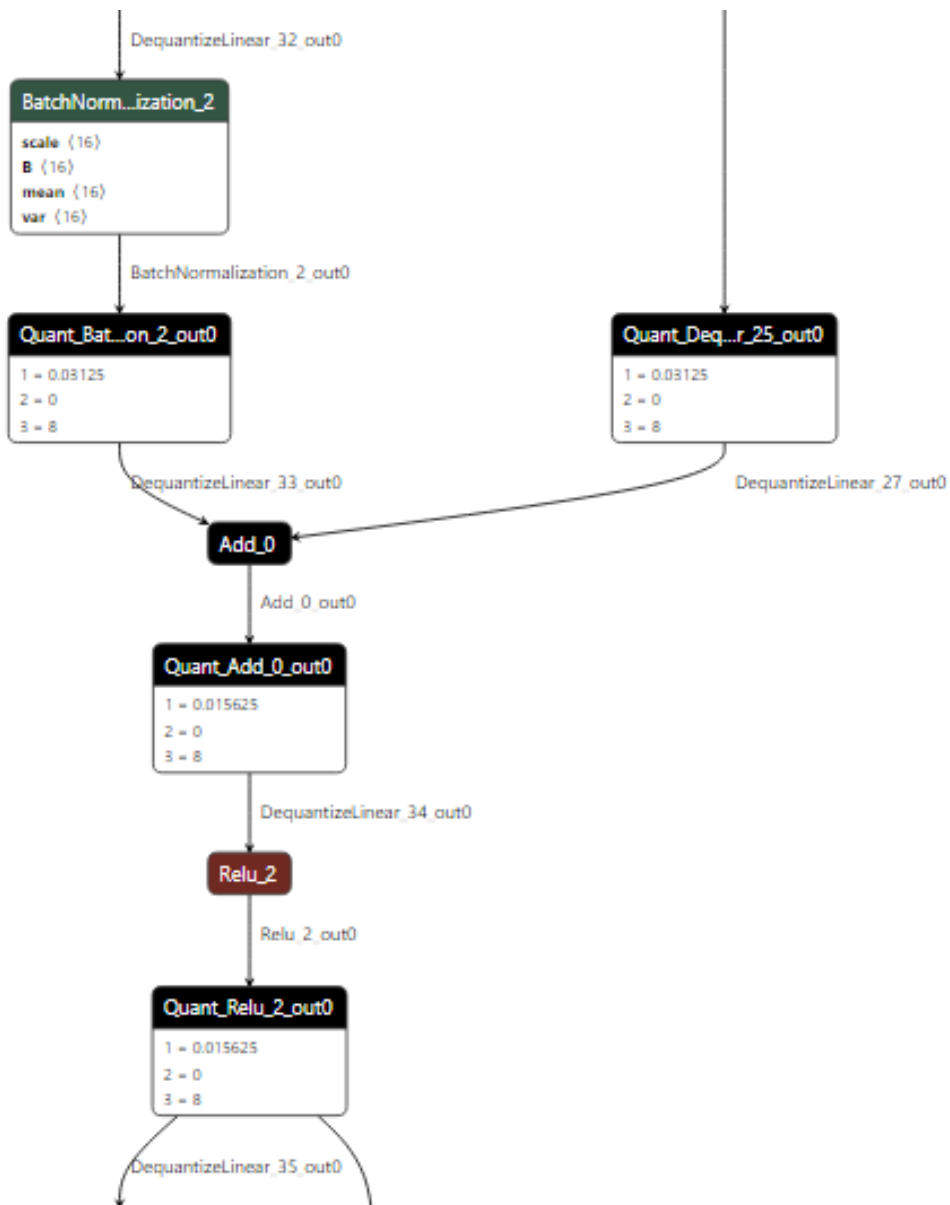 DequantizeLinear_32_out0
BatchNorm...ization_2
scale ⟨16⟩
B ⟨16⟩
mean ⟨16⟩
var ⟨16⟩
BatchNormalization_2_out0
Quant_Bat...on_2_out0
1 = 0.03125
2 = 0
3 = 8
Quant_Deq...r_25_out0
1 = 0.03125
2 = 0
3 = 8
DequantizeLinear_33_out0
DequantizeLinear_27_out0
Add_0
Add_0_out0
Quant_Add_0_out0
1 = 0.015625
2 = 0
3 = 8
DequantizeLinear_34_out0
Relu_2
Relu_2_out0
Quant_Relu_2_out0
1 = 0.015625
2 = 0
3 = 8
DequantizeLinear_35_out0